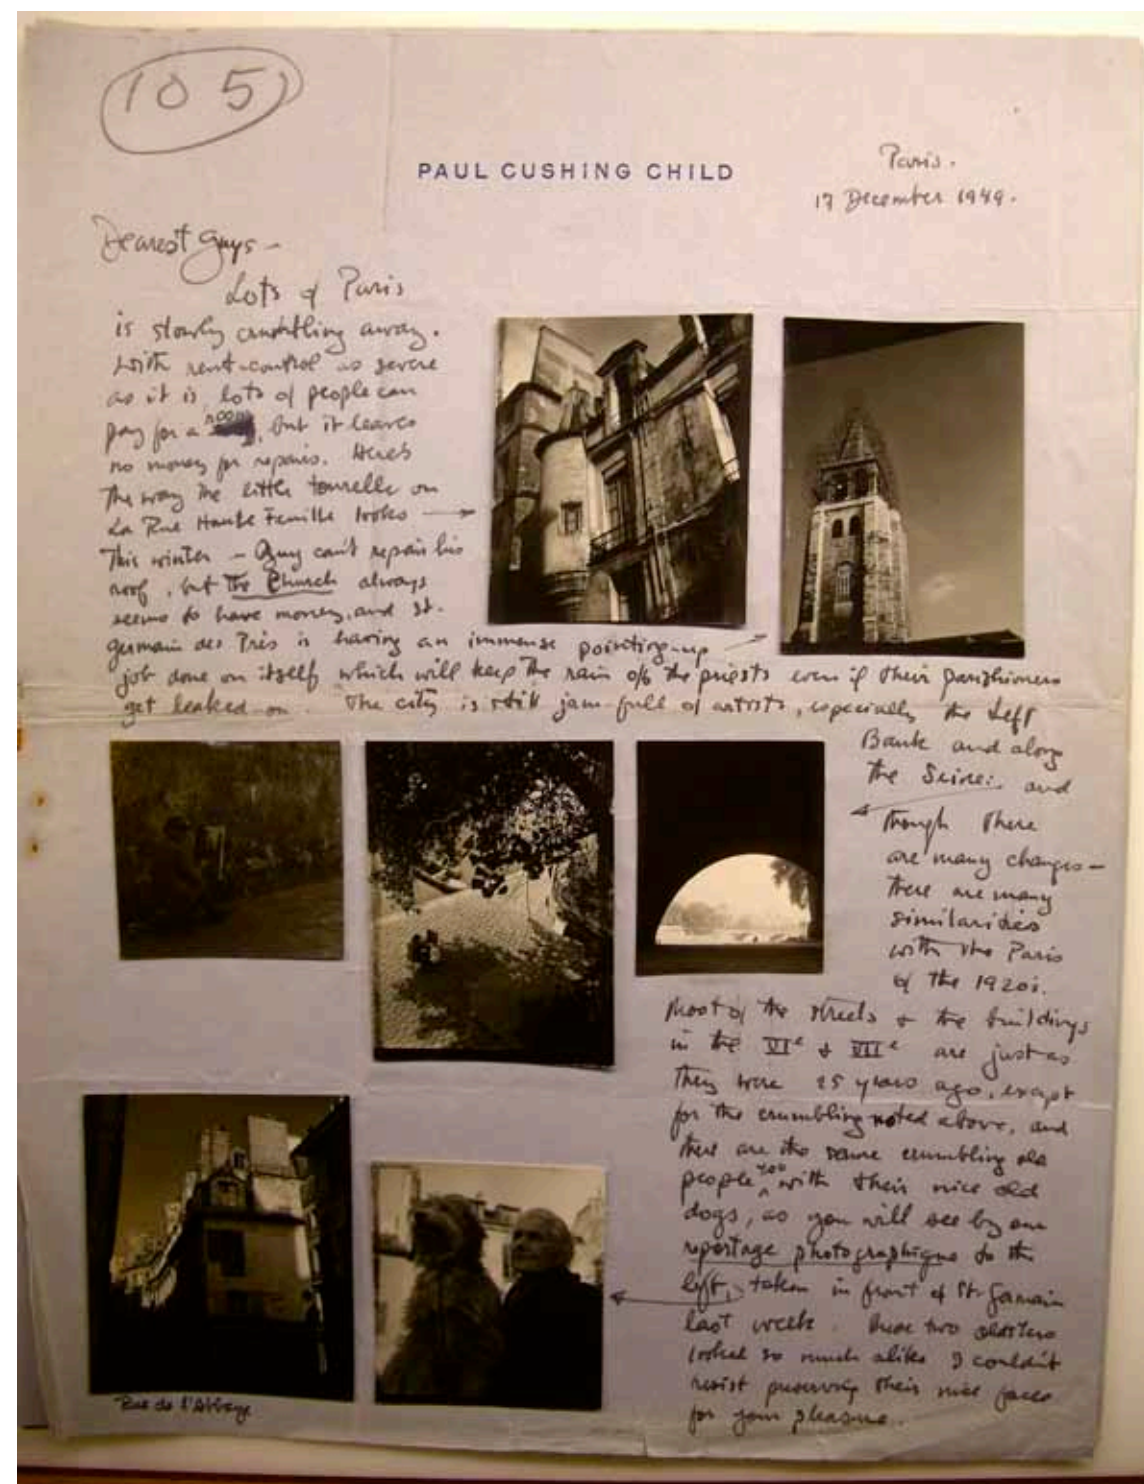 105
PAUL CUSHING CHILD
Paris.
17 December 1949.
Dearest Guys –
Lots of Paris
is slowly crumbling away.
With rent-control as severe
as it is, lots of people can
pay for a room, but it leaves
no money for repairs. Here's
the way the little tourelle on
La Rue Haute Feuille looks →
this winter – Guy can't repair his
roof, but The Church always
seems to have money, and St.
Germain des Près is having an immense pointing-up →
job done on itself which will keep the rain off the priests even if their parishioners
get leaked-on. The city is still jam-full of artists, especially the Left
Bank and along
the Seine: and
← though there
are many changes –
there are many
similarities
with the Paris
of the 1920s.
Most of the streets & the buildings
in the VIe & VIIe are just as
they were 25 years ago, except
for the crumbling noted above, and
there are the same crumbling old
people too with their nice old
dogs, as you will see by our
reportage photographique to the
left, taken in front of St. Germain
last week. These two oldsters
looked so much alike I couldn't
resist preserving their nice faces
for your pleasure.
Rue de l'Abbaye